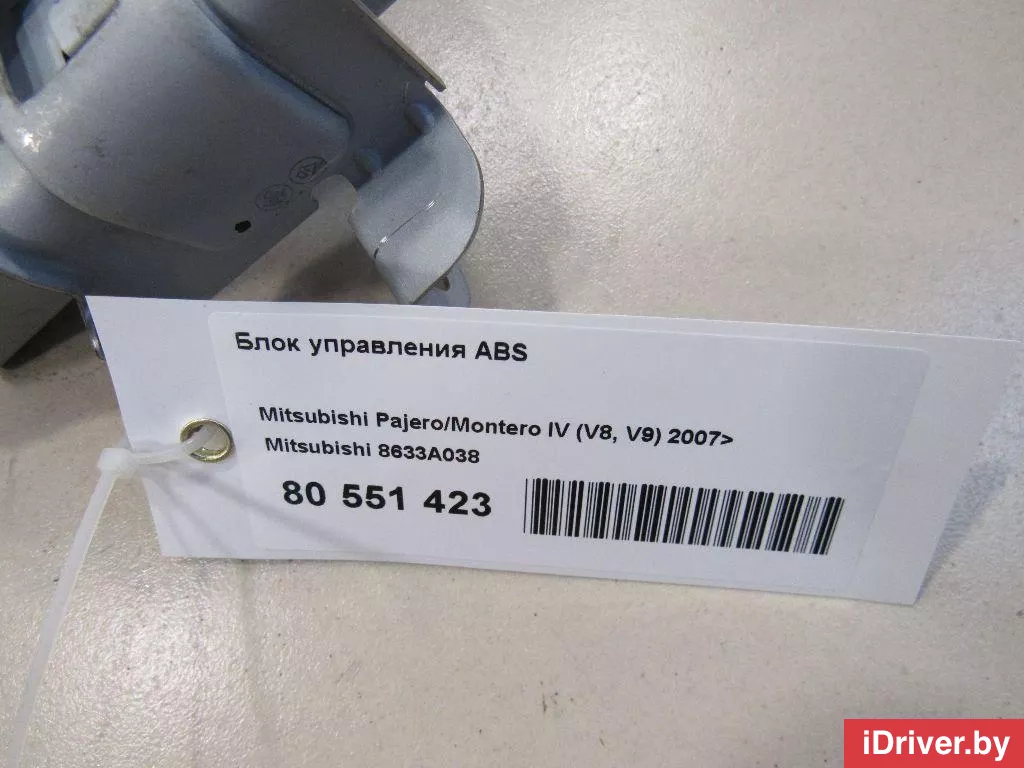 Блок управления ABS
Mitsubishi Pajero/Montero IV (V8, V9) 2007>
Mitsubishi 8633A038
80 551 423
iDriver.by